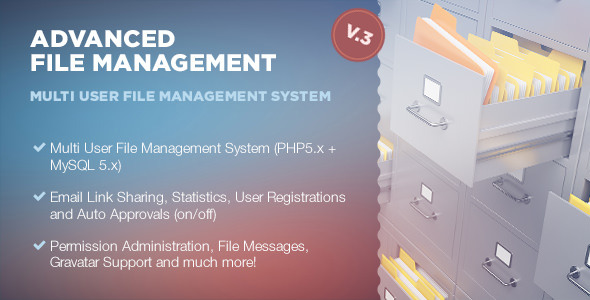 ADVANCED
FILE MANAGEMENT
V.3
MULTI USER FILE MANAGEMENT SYSTEM
Multi User File Management System (PHP5.x +
MySQL 5.x)
Email Link Sharing, Statistics, User Registrations
and Auto Approvals (on/off)
Permission Administration, File Messages,
Gravatar Support and much more!